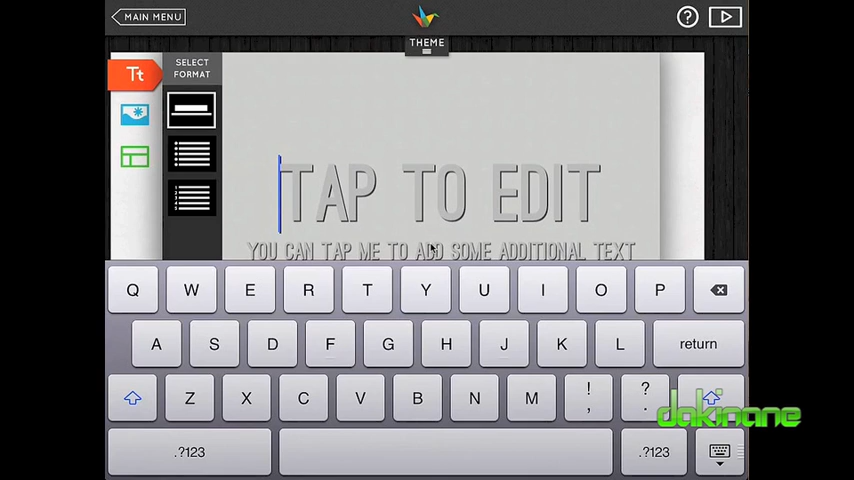 MAIN MENU
THEME
SELECT
FORMAT
Tt
TAP TO EDIT
YOU CAN TAP ME TO ADD SOME ADDITIONAL TEXT
Q W E R T Y U I O P
A S D F G H J K L return
Z X C V B N M ! , ? .
.?123 .?123
dakinane